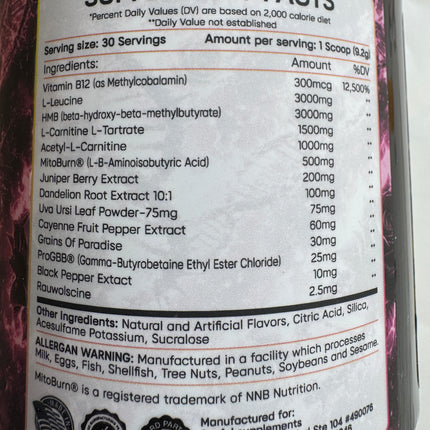 *Percent Daily Values (DV) are based on 2,000 calorie diet
**Daily Value not established
Serving size: 30 Servings Amount per serving: 1 Scoop (9.2g)
Ingredients: Amount %DV
Vitamin B12 (as Methylcobalamin) 300mcg 12,500%
L-Leucine 3000mg **
HMB (beta-hydroxy-beta-methylbutyrate) 3000mg **
L-Carnitine L-Tartrate 1500mg **
Acetyl-L-Carnitine 1000mg **
MitoBurn® (L-B-Aminoisobutyric Acid) 500mg **
Juniper Berry Extract 200mg **
Dandelion Root Extract 10:1 100mg **
Uva Ursi Leaf Powder-75mg 75mg **
Cayenne Fruit Pepper Extract 60mg **
Grains Of Paradise 30mg **
ProGBB® (Gamma-Butyrobetaine Ethyl Ester Chloride) 25mg **
Black Pepper Extact 10mg **
Rauwolscine 2.5mg **
Other Ingredients: Natural and Artificial Flavors, Citric Acid, Silica,
Acesulfame Potassium, Sucralose
ALLERGAN WARNING: Manufactured in a facility which processes
Milk, Eggs, Fish, Shellfish, Tree Nuts, Peanuts, Soybeans and Sesame.
MitoBurn® is a registered trademark of NNB Nutrition.
Manufactured for:
Ste 104 #490076